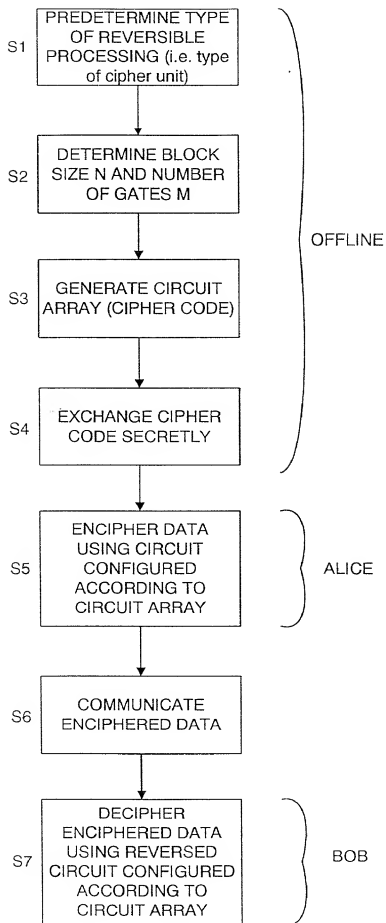 S1
PREDETERMINE TYPE
OF REVERSIBLE
PROCESSING (i.e. type
of cipher unit)
S2
DETERMINE BLOCK
SIZE N AND NUMBER
OF GATES M
OFFLINE
S3
GENERATE CIRCUIT
ARRAY (CIPHER CODE)
S4
EXCHANGE CIPHER
CODE SECRETLY
S5
ENCIPHER DATA
USING CIRCUIT
CONFIGURED
ACCORDING TO
CIRCUIT ARRAY
ALICE
S6
COMMUNICATE
ENCIPHERED DATA
S7
DECIPHER
ENCIPHERED DATA
USING REVERSED
CIRCUIT CONFIGURED
ACCORDING TO
CIRCUIT ARRAY
BOB